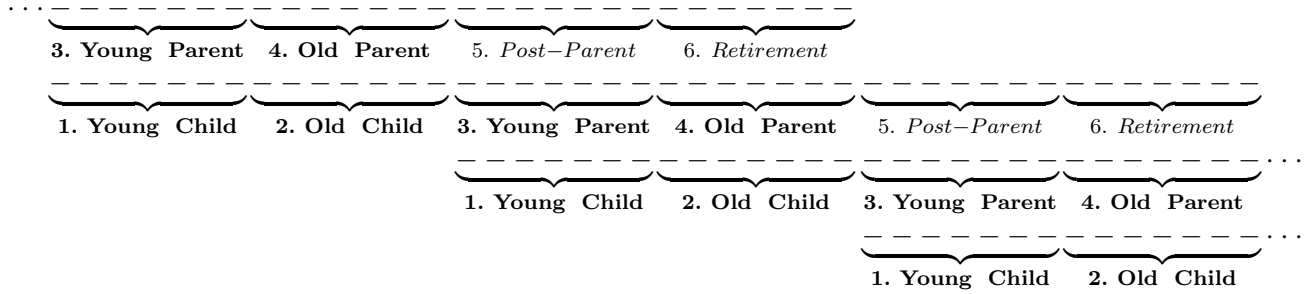 ... — — — — — — — — — — — — — — — — — — — — — — — — — — — —
3. Young Parent 4. Old Parent 5. Post−Parent 6. Retirement
— — — — — — — — — — — — — — — — — — — — — — — — — — — — — — — — — — — — — — — — — —
1. Young Child 2. Old Child 3. Young Parent 4. Old Parent 5. Post−Parent 6. Retirement
— — — — — — — — — — — — — — — — — — — — — — — — — — — — ...
1. Young Child 2. Old Child 3. Young Parent 4. Old Parent
— — — — — — — — — — — — — — ...
1. Young Child 2. Old Child